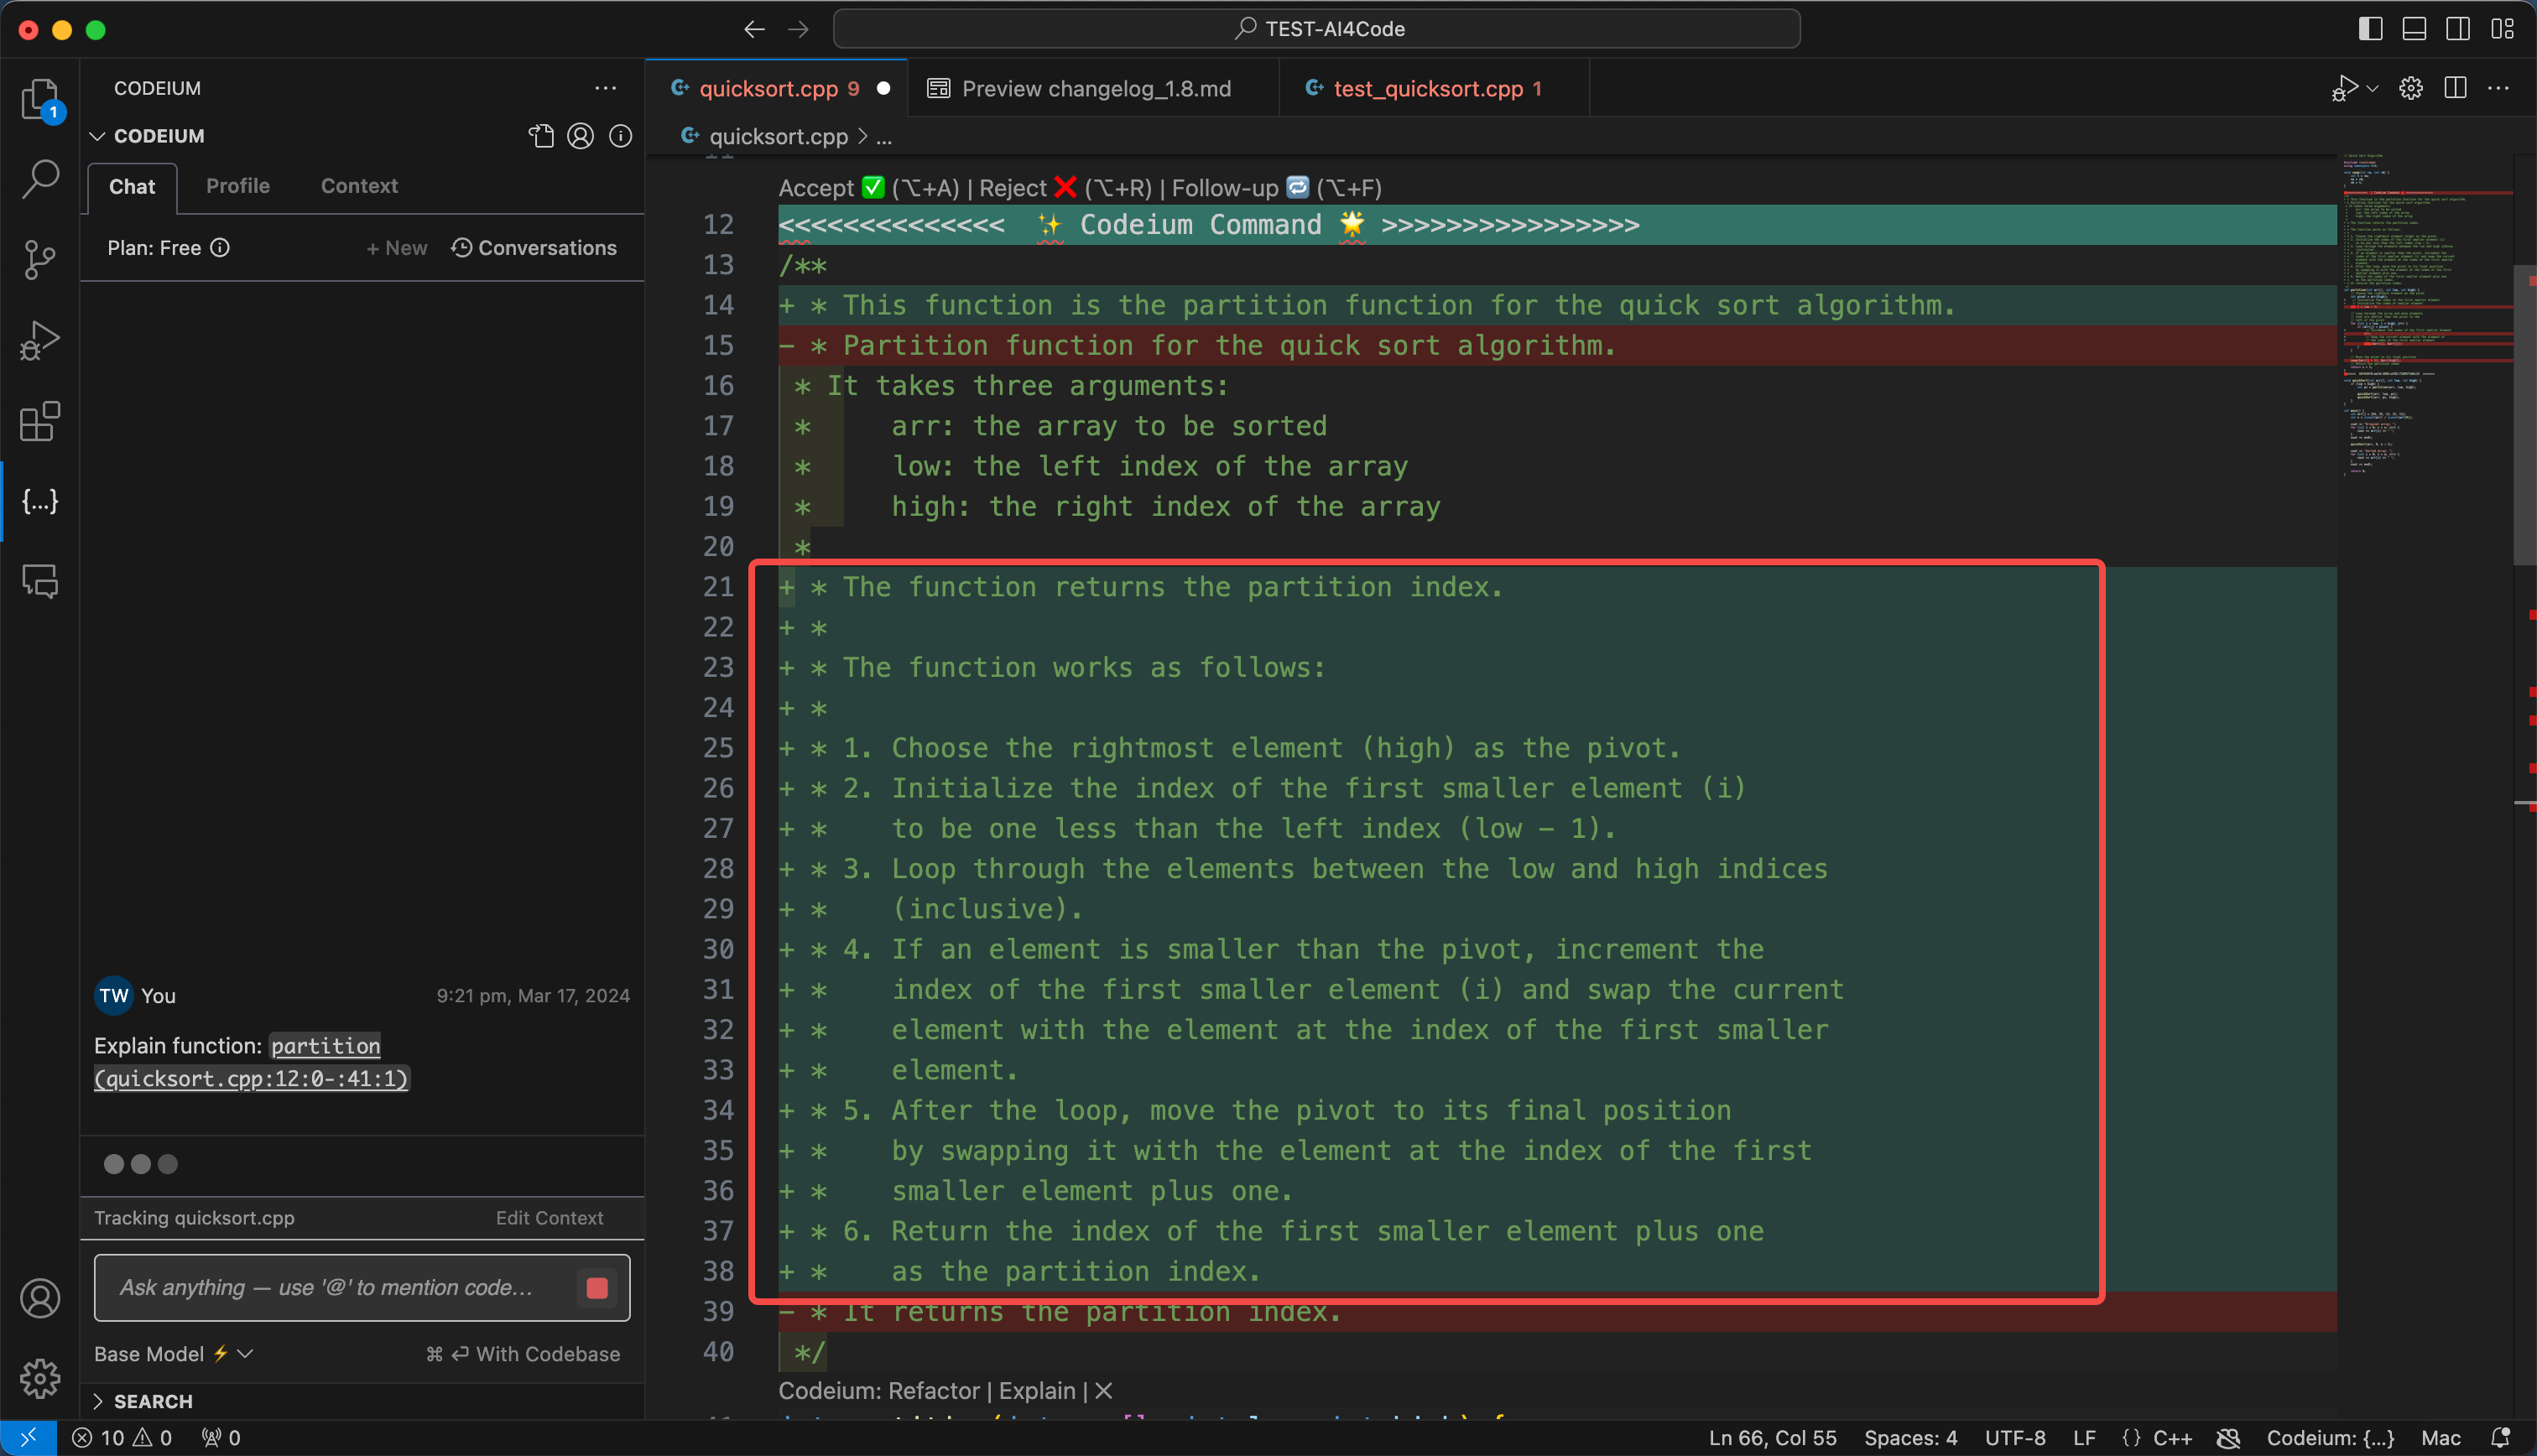 TEST-AI4Code
CODEIUM
quicksort.cpp 9
Preview changelog_1.8.md
test_quicksort.cpp 1
1
CODEIUM
quicksort.cpp > ...
Chat
Profile
Context
Accept ✅ (⌥+A) | Reject ❌ (⌥+R) | Follow-up 🔁 (⌥+F)
Plan: Free
+ New
Conversations
12 <<<<<<<<<<<<<< ✨ Codeium Command 🌟 >>>>>>>>>>>>>>>>
13 /**
14 + * This function is the partition function for the quick sort algorithm.
15 - * Partition function for the quick sort algorithm.
16 * It takes three arguments:
17 * arr: the array to be sorted
18 * low: the left index of the array
19 * high: the right index of the array
20 *
21 + * The function returns the partition index.
22 + *
23 + * The function works as follows:
24 + *
25 + * 1. Choose the rightmost element (high) as the pivot.
26 + * 2. Initialize the index of the first smaller element (i)
27 + * to be one less than the left index (low - 1).
28 + * 3. Loop through the elements between the low and high indices
29 + * (inclusive).
30 + * 4. If an element is smaller than the pivot, increment the
31 + * index of the first smaller element (i) and swap the current
32 + * element with the element at the index of the first smaller
33 + * element.
34 + * 5. After the loop, move the pivot to its final position
35 + * by swapping it with the element at the index of the first
36 + * smaller element plus one.
37 + * 6. Return the index of the first smaller element plus one
38 + * as the partition index.
39 - * It returns the partition index.
40 */
Codeium: Refactor | Explain | ✕
TW You
9:21 pm, Mar 17, 2024
Explain function: partition
(quicksort.cpp:12:0-:41:1)
Tracking quicksort.cpp
Edit Context
Ask anything — use '@' to mention code...
Base Model ⚡
⌘ ⏎ With Codebase
> SEARCH
10
0
0
Ln 66, Col 55
Spaces: 4
UTF-8
LF
{} C++
Codeium: {...}
Mac